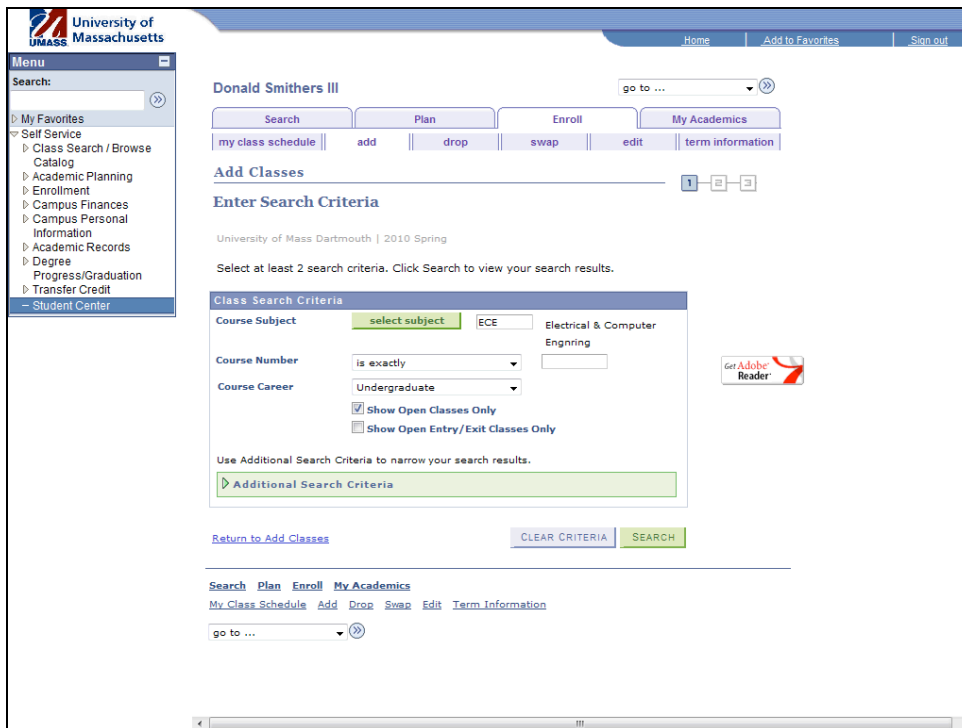 University of
Massachusetts
UMASS
Home Add to Favorites Sign out
Menu
Search:
My Favorites
Self Service
Class Search / Browse
Catalog
Academic Planning
Enrollment
Campus Finances
Campus Personal
Information
Academic Records
Degree
Progress/Graduation
Transfer Credit
Student Center
Donald Smithers III
go to ...
Search Plan Enroll My Academics
my class schedule add drop swap edit term information
Add Classes
1 2 3
Enter Search Criteria
University of Mass Dartmouth | 2010 Spring
Select at least 2 search criteria. Click Search to view your search results.
Class Search Criteria
Course Subject select subject ECE Electrical & Computer
Engnring
Course Number is exactly
Course Career Undergraduate
Show Open Classes Only
Show Open Entry/Exit Classes Only
Use Additional Search Criteria to narrow your search results.
Additional Search Criteria
Get Adobe
Reader
Return to Add Classes CLEAR CRITERIA SEARCH
Search Plan Enroll My Academics
My Class Schedule Add Drop Swap Edit Term Information
go to ...